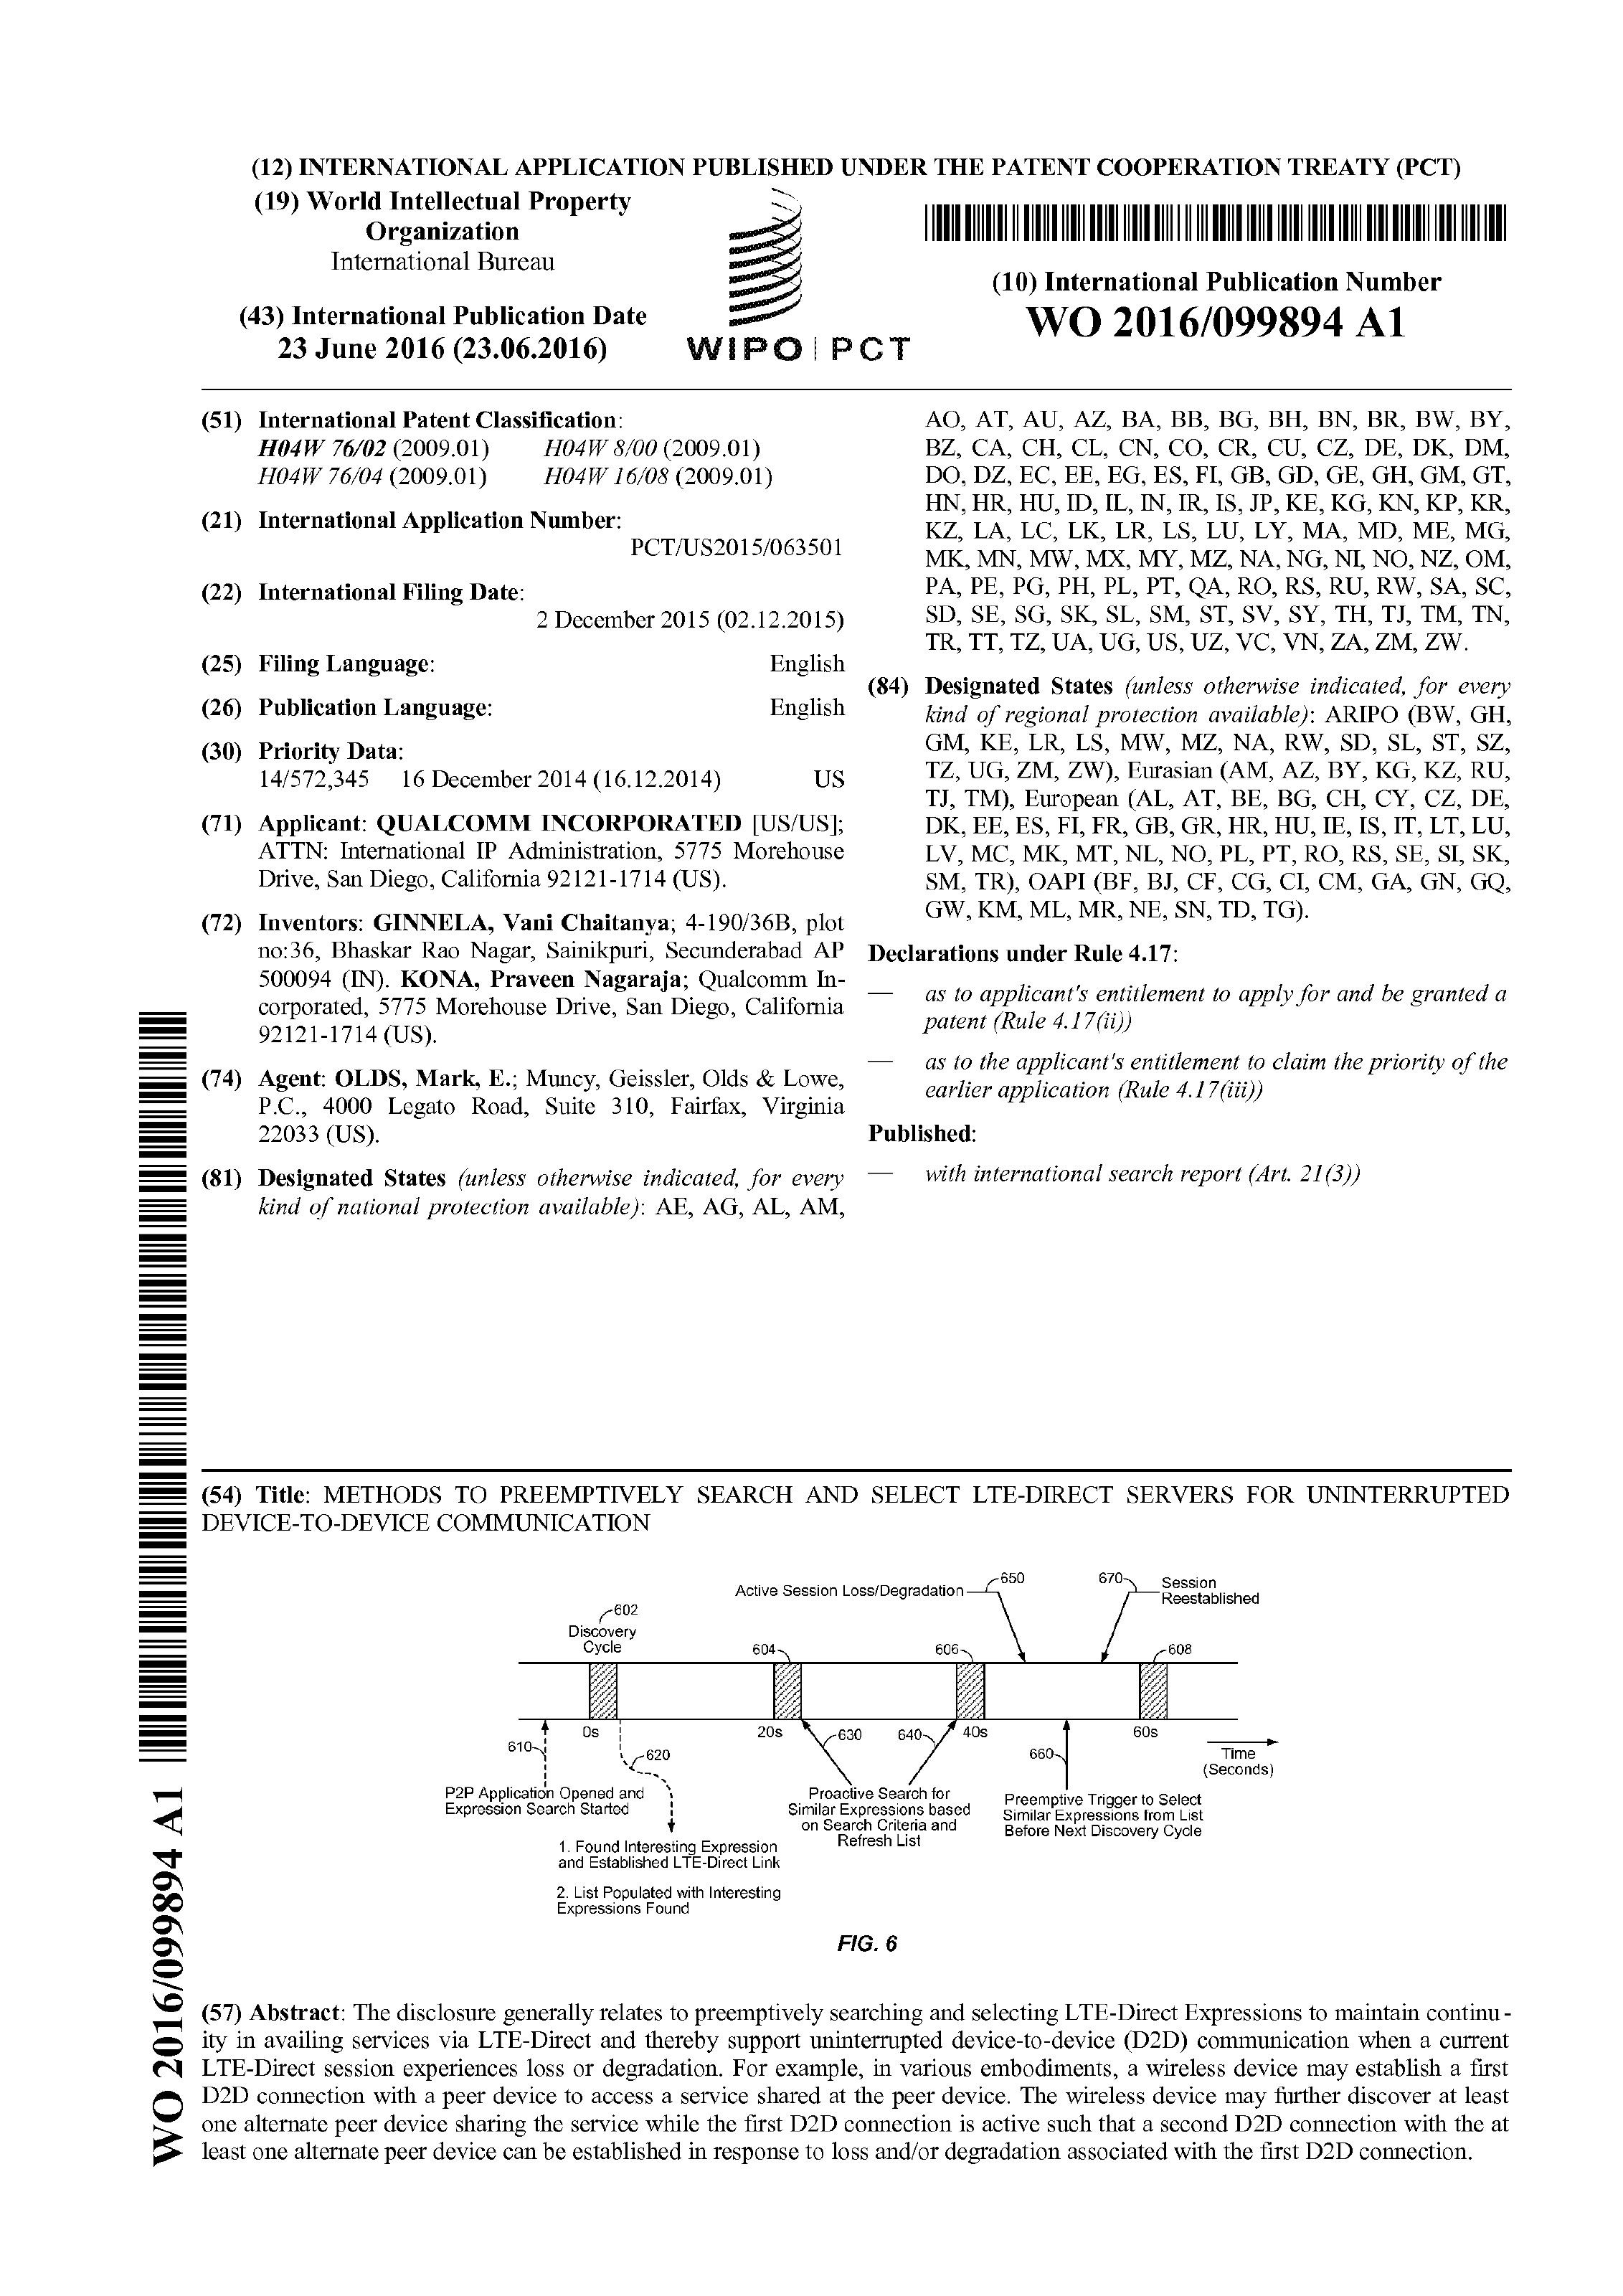 (12) INTERNATIONAL APPLICATION PUBLISHED UNDER THE PATENT COOPERATION TREATY (PCT)
(19) World Intellectual Property
Organization
International Bureau
(43) International Publication Date
23 June 2016 (23.06.2016)
WIPO | PCT
(10) International Publication Number
WO 2016/099894 A1
(51) International Patent Classification:
H04W 76/02 (2009.01) H04W 8/00 (2009.01)
H04W 76/04 (2009.01) H04W 16/08 (2009.01)
(21) International Application Number:
PCT/US2015/063501
(22) International Filing Date:
2 December 2015 (02.12.2015)
(25) Filing Language: English
(26) Publication Language: English
(30) Priority Data:
14/572,345 16 December 2014 (16.12.2014) US
(71) Applicant: QUALCOMM INCORPORATED [US/US];
ATTN: International IP Administration, 5775 Morehouse
Drive, San Diego, California 92121-1714 (US).
(72) Inventors: GINNELA, Vani Chaitanya; 4-190/36B, plot
no:36, Bhaskar Rao Nagar, Sainikpuri, Secunderabad AP
500094 (IN). KONA, Praveen Nagaraja; Qualcomm In-
corporated, 5775 Morehouse Drive, San Diego, California
92121-1714 (US).
(74) Agent: OLDS, Mark, E.; Muncy, Geissler, Olds & Lowe,
P.C., 4000 Legato Road, Suite 310, Fairfax, Virginia
22033 (US).
(81) Designated States (unless otherwise indicated, for every
kind of national protection available): AE, AG, AL, AM,
AO, AT, AU, AZ, BA, BB, BG, BH, BN, BR, BW, BY,
BZ, CA, CH, CL, CN, CO, CR, CU, CZ, DE, DK, DM,
DO, DZ, EC, EE, EG, ES, FI, GB, GD, GE, GH, GM, GT,
HN, HR, HU, ID, IL, IN, IR, IS, JP, KE, KG, KN, KP, KR,
KZ, LA, LC, LK, LR, LS, LU, LY, MA, MD, ME, MG,
MK, MN, MW, MX, MY, MZ, NA, NG, NI, NO, NZ, OM,
PA, PE, PG, PH, PL, PT, QA, RO, RS, RU, RW, SA, SC,
SD, SE, SG, SK, SL, SM, ST, SV, SY, TH, TJ, TM, TN,
TR, TT, TZ, UA, UG, US, UZ, VC, VN, ZA, ZM, ZW.
(84) Designated States (unless otherwise indicated, for every
kind of regional protection available): ARIPO (BW, GH,
GM, KE, LR, LS, MW, MZ, NA, RW, SD, SL, ST, SZ,
TZ, UG, ZM, ZW), Eurasian (AM, AZ, BY, KG, KZ, RU,
TJ, TM), European (AL, AT, BE, BG, CH, CY, CZ, DE,
DK, EE, ES, FI, FR, GB, GR, HR, HU, IE, IS, IT, LT, LU,
LV, MC, MK, MT, NL, NO, PL, PT, RO, RS, SE, SI, SK,
SM, TR), OAPI (BF, BJ, CF, CG, CI, CM, GA, GN, GQ,
GW, KM, ML, MR, NE, SN, TD, TG).
Declarations under Rule 4.17:
— as to applicant's entitlement to apply for and be granted a
patent (Rule 4.17(ii))
— as to the applicant's entitlement to claim the priority of the
earlier application (Rule 4.17(iii))
Published:
— with international search report (Art. 21(3))
(54) Title: METHODS TO PREEMPTIVELY SEARCH AND SELECT LTE-DIRECT SERVERS FOR UNINTERRUPTED
DEVICE-TO-DEVICE COMMUNICATION
Active Session Loss/Degradation 650
670 Session
Reestablished
602
Discovery
Cycle
604
606
608
0s
20s
40s
60s
610
620
630
640
660
Time
(Seconds)
P2P Application Opened and
Expression Search Started
Proactive Search for
Similar Expressions based
on Search Criteria and
Refresh List
Preemptive Trigger to Select
Similar Expressions from List
Before Next Discovery Cycle
1. Found Interesting Expression
and Established LTE-Direct Link
2. List Populated with Interesting
Expressions Found
FIG. 6
(57) Abstract: The disclosure generally relates to preemptively searching and selecting LTE-Direct Expressions to maintain continu-
ity in availing services via LTE-Direct and thereby support uninterrupted device-to-device (D2D) communication when a current
LTE-Direct session experiences loss or degradation. For example, in various embodiments, a wireless device may establish a first
D2D connection with a peer device to access a service shared at the peer device. The wireless device may further discover at least
one alternate peer device sharing the service while the first D2D connection is active such that a second D2D connection with the at
least one alternate peer device can be established in response to loss and/or degradation associated with the first D2D connection.
WO 2016/099894 A1